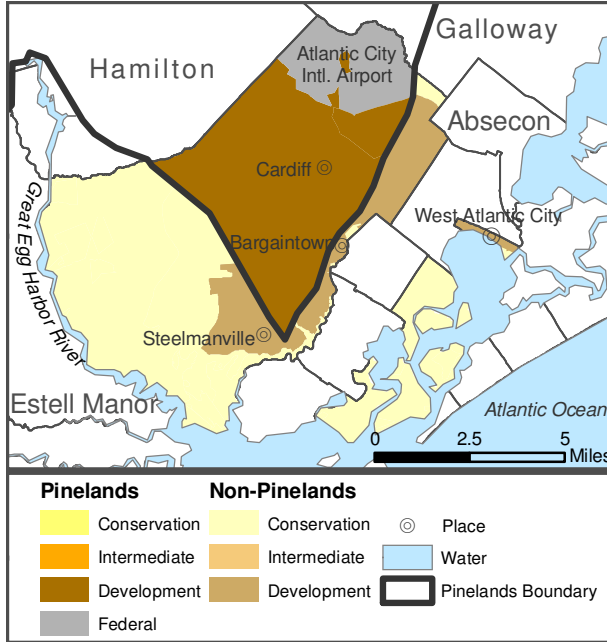 Hamilton
Galloway
Atlantic City
Intl. Airport
Absecon
Cardiff
West Atlantic City
Bargaintown
Great Egg Harbor River
Steelmanville
Estell Manor
Atlantic Ocean
0 2.5 5
Miles
Pinelands
Conservation
Intermediate
Development
Federal
Non-Pinelands
Conservation
Intermediate
Development
Place
Water
Pinelands Boundary